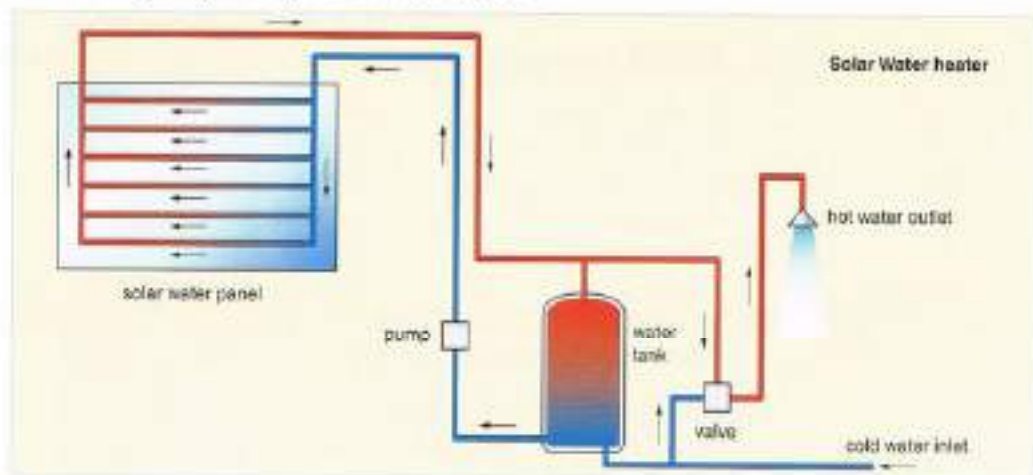 Solar Water heater
hot water outlet
solar water panel
pump
water
tank
valve
cold water inlet